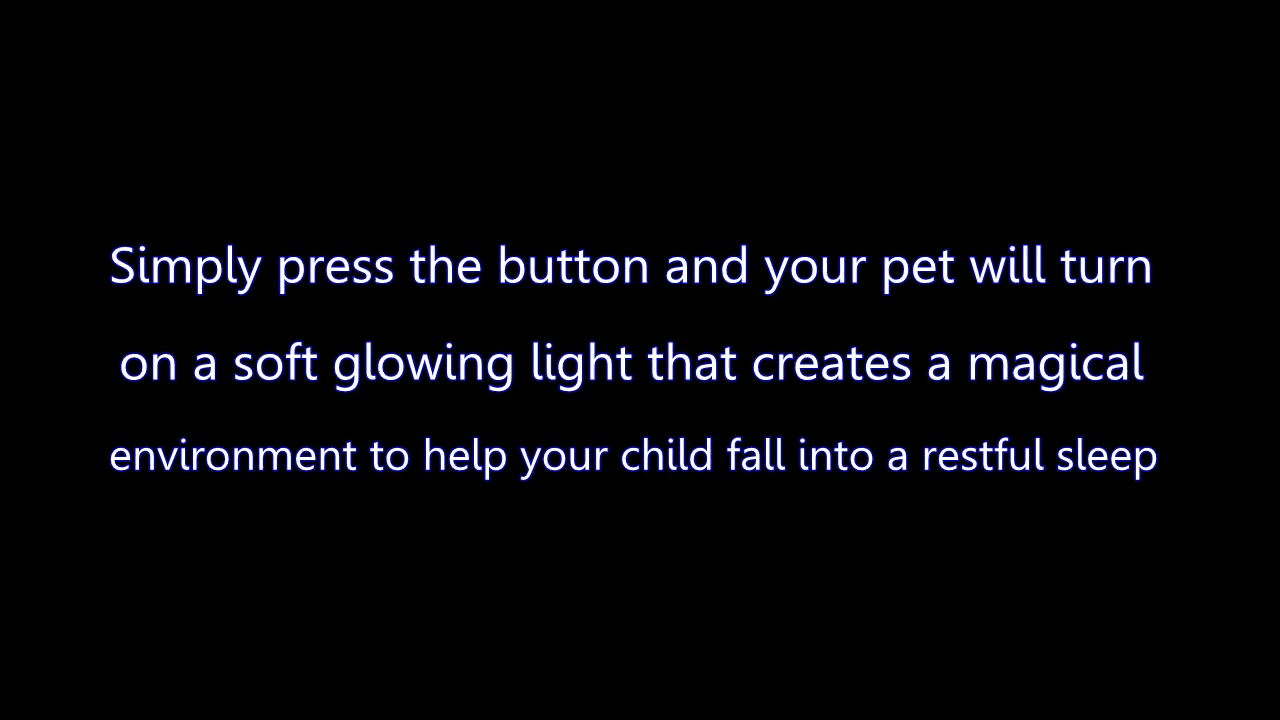 Simply press the button and your pet will turn
on a soft glowing light that creates a magical
environment to help your child fall into a restful sleep